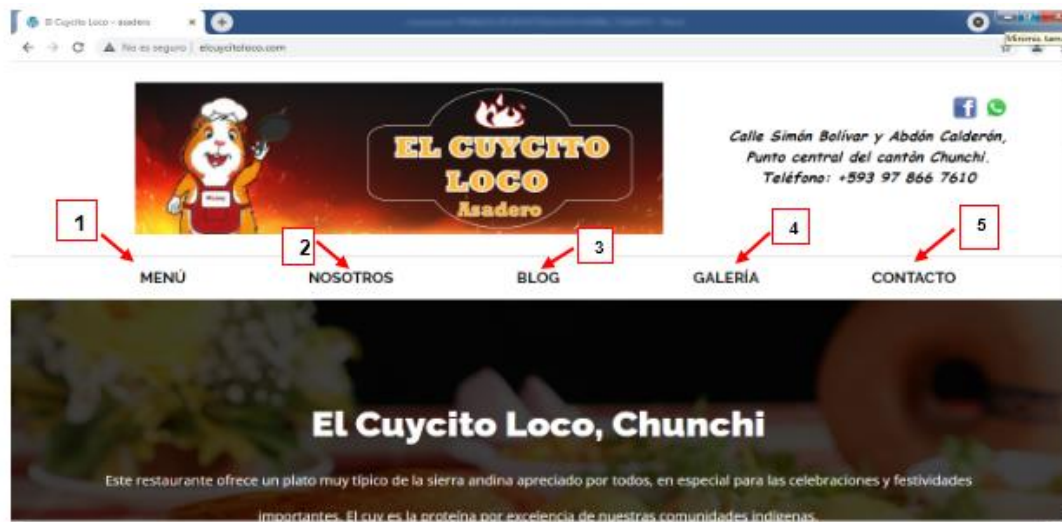 El Cuycito Loco – asadero
No es seguro | elcuycitoloco.com
EL CUYCITO
LOCO
Asadero
Calle Simón Bolívar y Abdón Calderón,
Punto central del cantón Chunchi.
Teléfono: +593 97 866 7610
1
2
3
4
5
MENÚ
NOSOTROS
BLOG
GALERÍA
CONTACTO
El Cuycito Loco, Chunchi
Este restaurante ofrece un plato muy típico de la sierra andina apreciado por todos, en especial para las celebraciones y festividades
importantes. El cuy es la proteína por excelencia de nuestras comunidades indígenas.